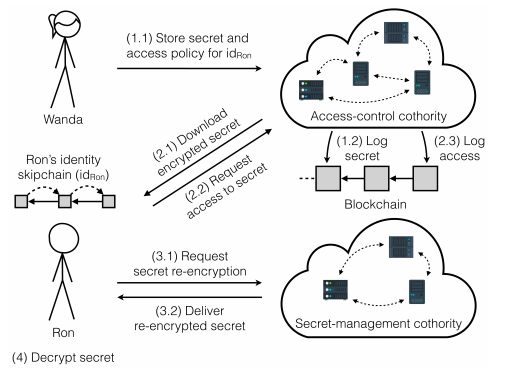 (1.1) Store secret and
access policy for idRon
Wanda
Access-control cothority
(2.1) Download
encrypted secret
(2.2) Request
access to secret
(1.2) Log
secret
(2.3) Log
access
Ron's identity
skipchain (idRon)
Blockchain
(3.1) Request
secret re-encryption
(3.2) Deliver
re-encrypted secret
Ron
Secret-management cothority
(4) Decrypt secret